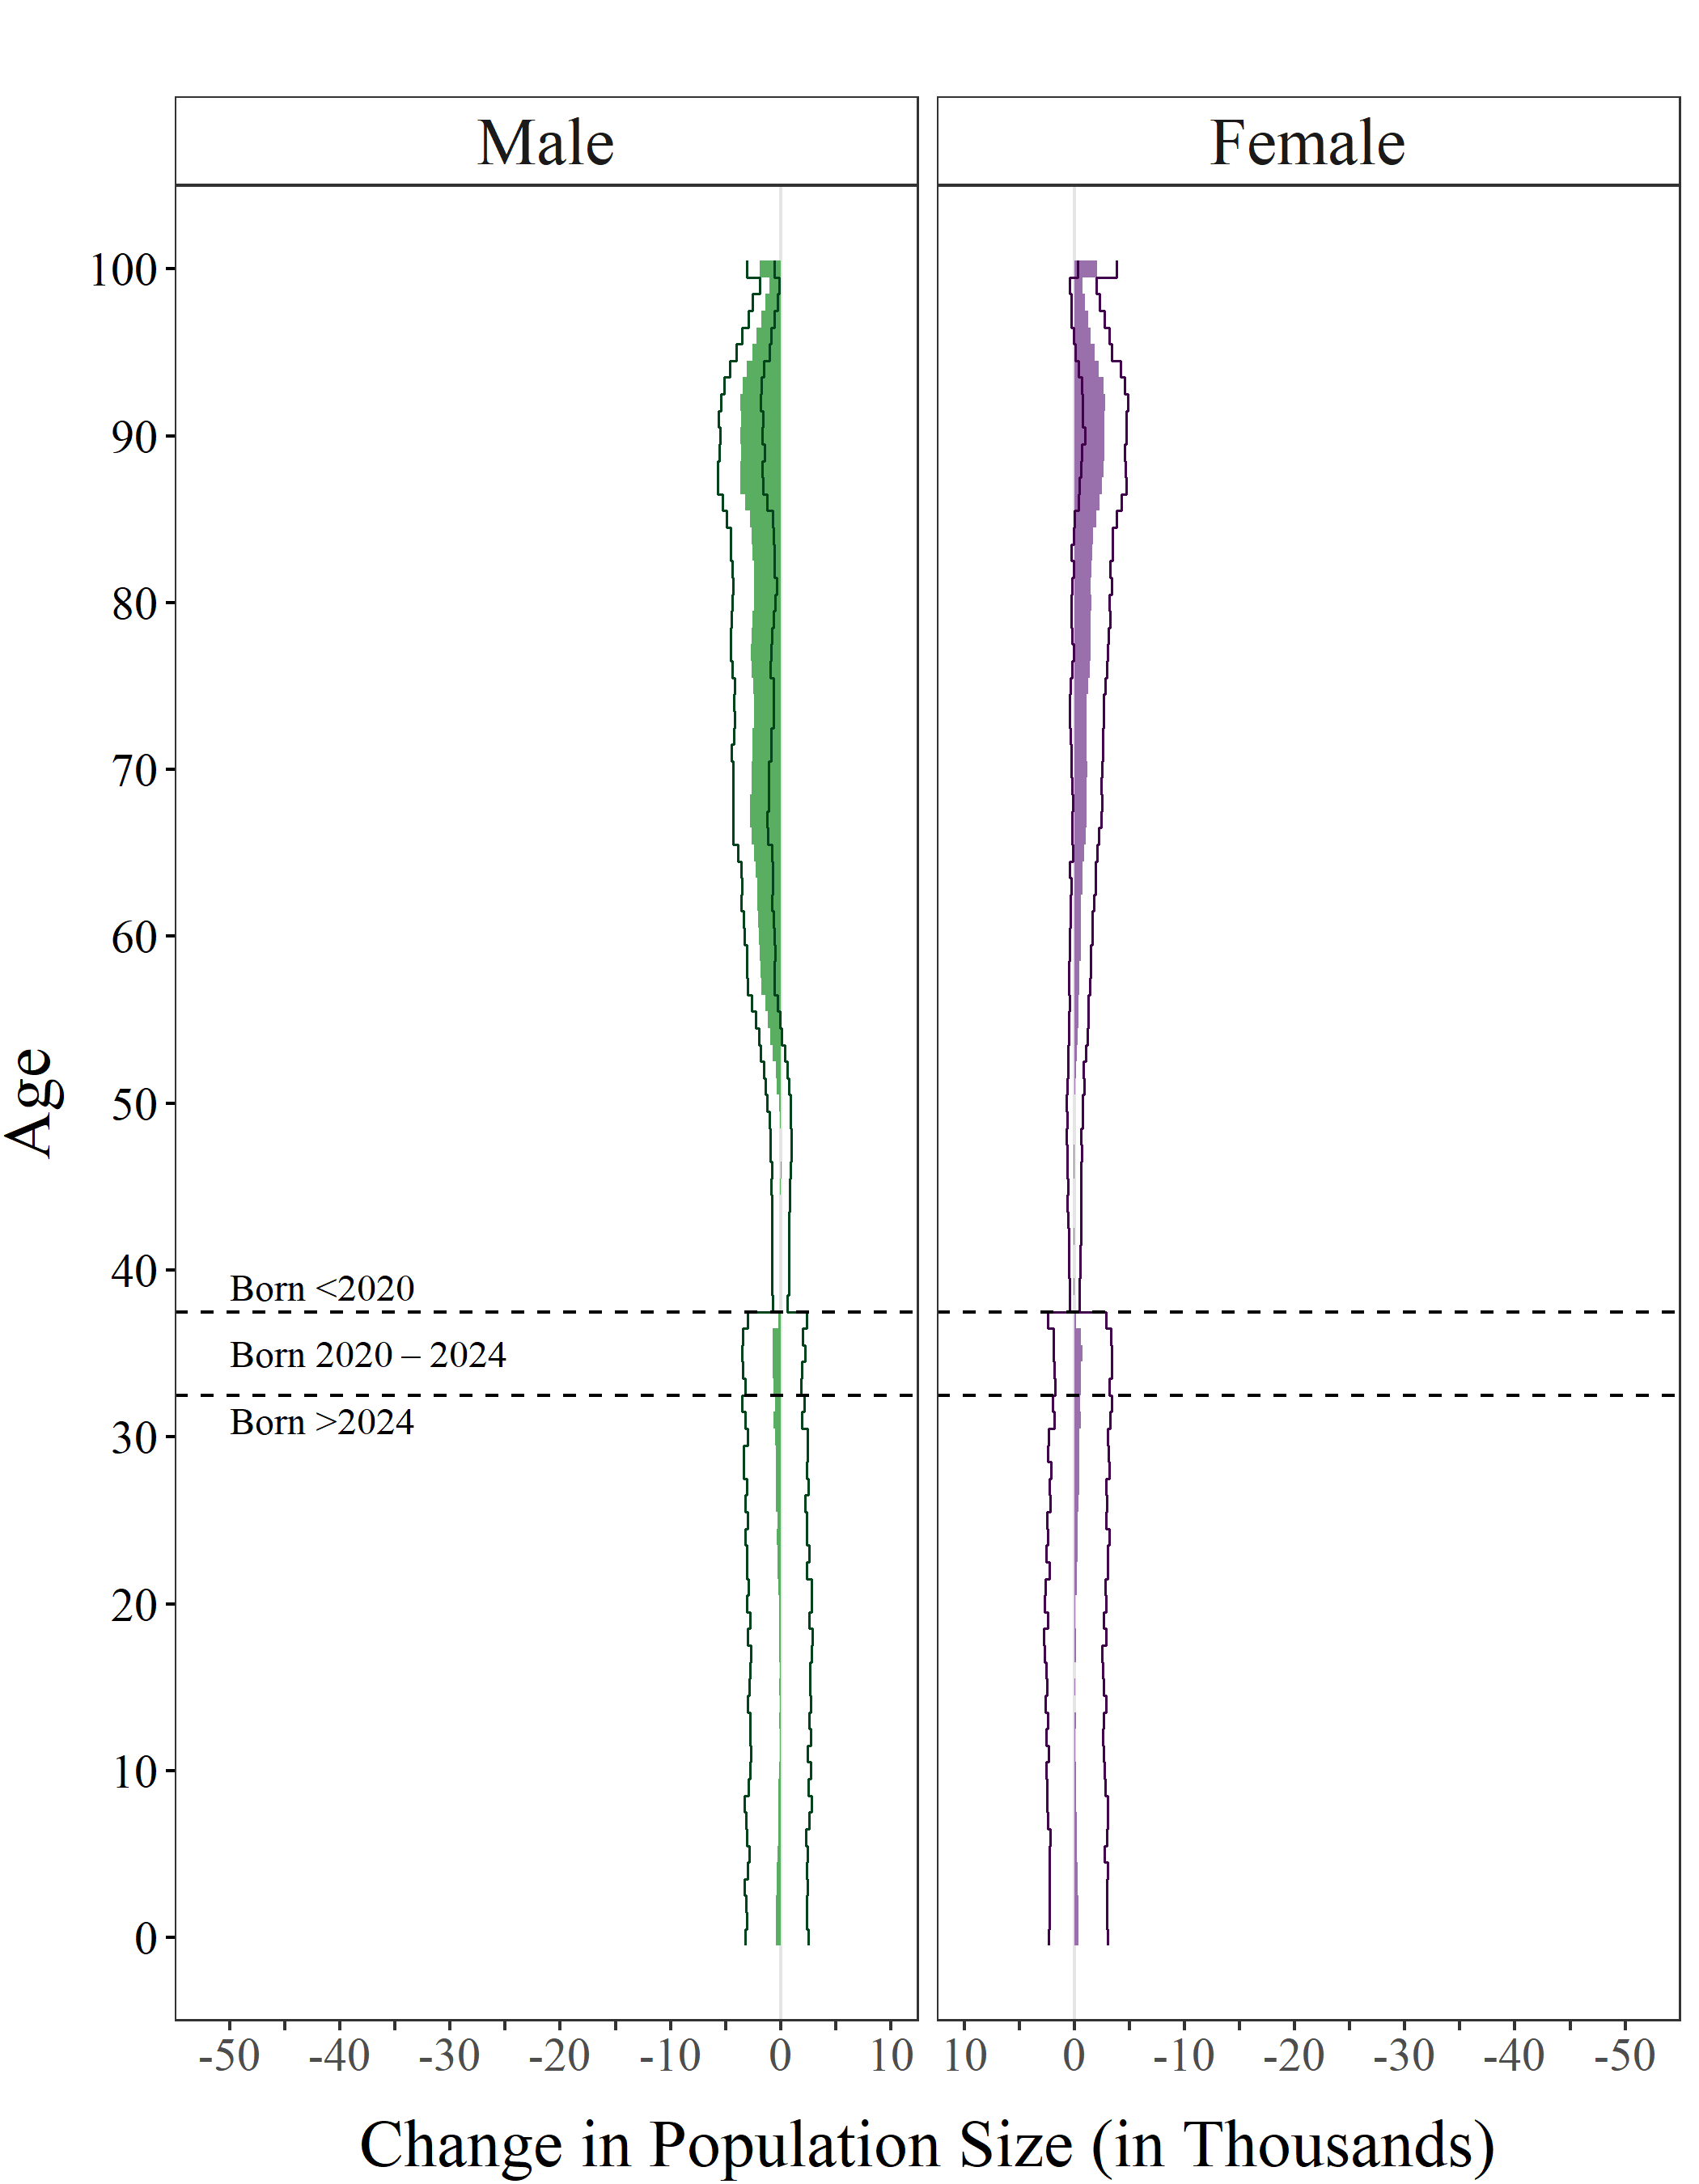 Male
Female
100
90
80
70
60
50
40
30
20
10
0
Age
Born <2020
Born 2020 – 2024
Born >2024
-50 -40 -30 -20 -10 0 10
10 0 -10 -20 -30 -40 -50
Change in Population Size (in Thousands)